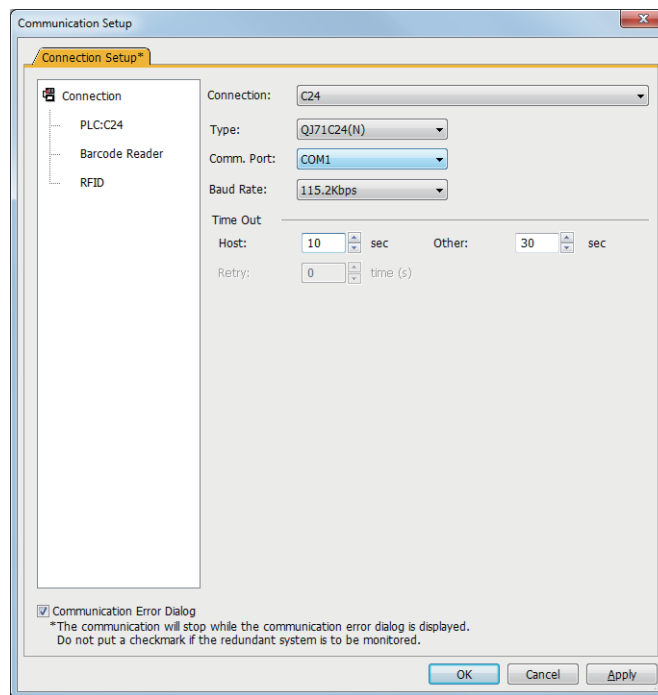 Communication Setup
Connection Setup*
Connection
PLC:C24
Barcode Reader
RFID
Connection: C24
Type: QJ71C24(N)
Comm. Port: COM1
Baud Rate: 115.2Kbps
Time Out
Host: 10 sec Other: 30 sec
Retry: 0 time (s)
Communication Error Dialog
*The communication will stop while the communication error dialog is displayed.
Do not put a checkmark if the redundant system is to be monitored.
OK Cancel Apply